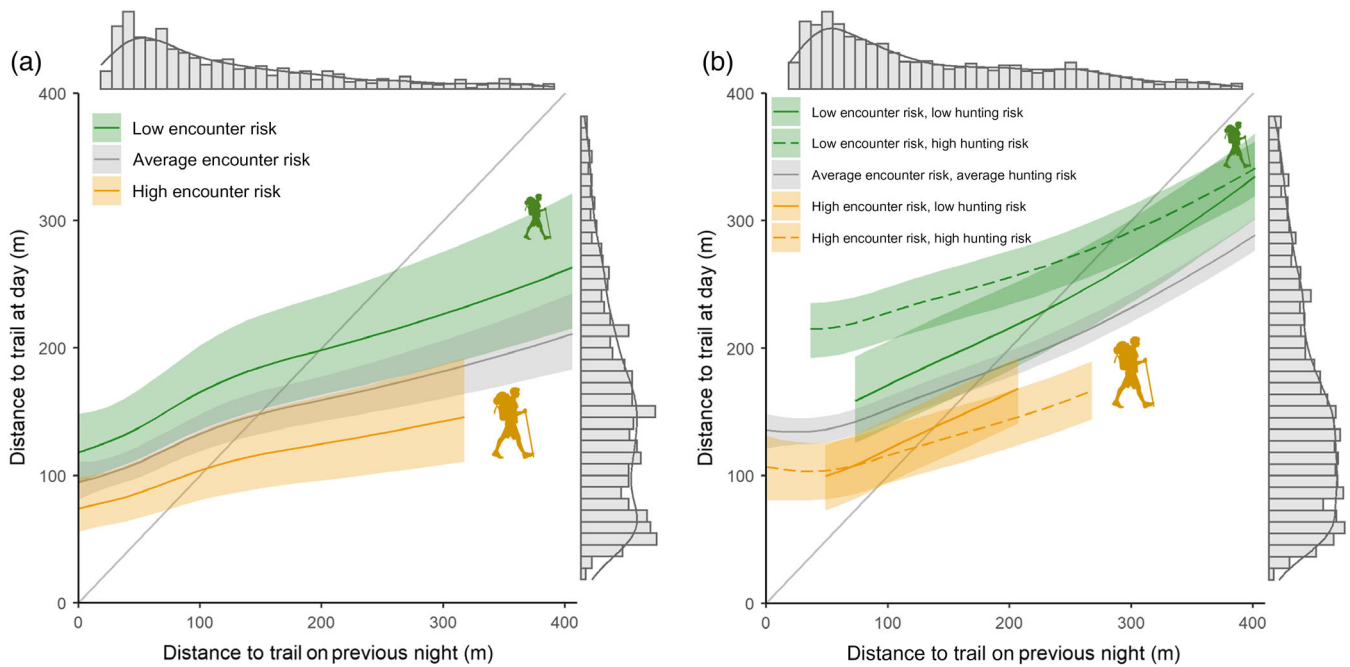 (a)
400
300
200
100
0
Distance to trail at day (m)
Low encounter risk
Average encounter risk
High encounter risk
0
100
200
300
400
Distance to trail on previous night (m)
(b)
400
300
200
100
0
Distance to trail at day (m)
Low encounter risk, low hunting risk
Low encounter risk, high hunting risk
Average encounter risk, average hunting risk
High encounter risk, low hunting risk
High encounter risk, high hunting risk
0
100
200
300
400
Distance to trail on previous night (m)